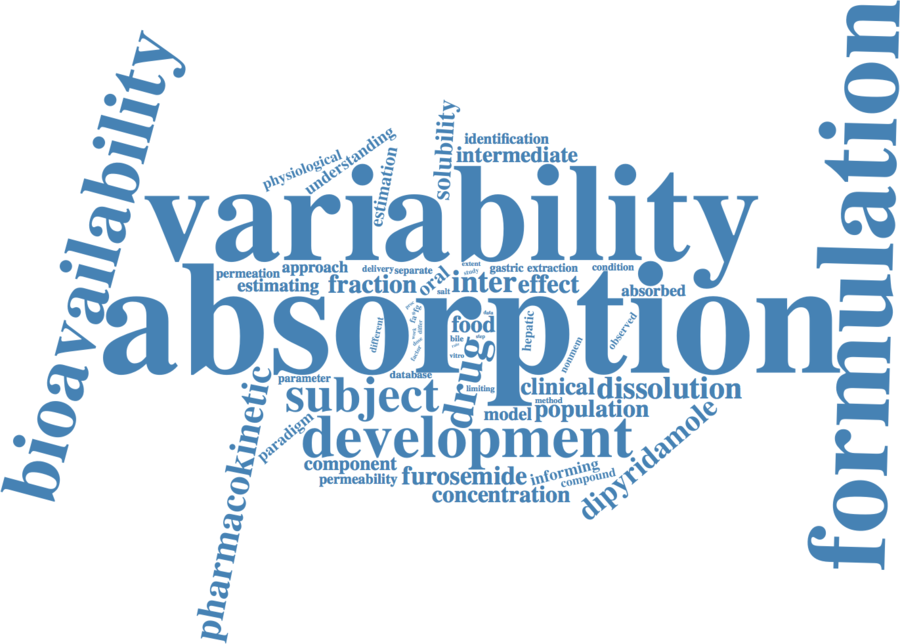 bioavailability
formulation
solubility
identification
intermediate
physiological
understanding
estimation
variability
permeation
approach
delivery
separate
oral
extent
study
gastric
extraction
condition
estimating
fraction
salt
inter
effect
absorbed
absorption
different
food
data
bile
vitro
step
hepatic
nonmem
observed
drug
parameter
database
limiting
subject
clinical
dissolution
method
model
population
pharmacokinetic
paradigm
development
dipyridamole
component
permeability
furosemide
informing
compound
concentration